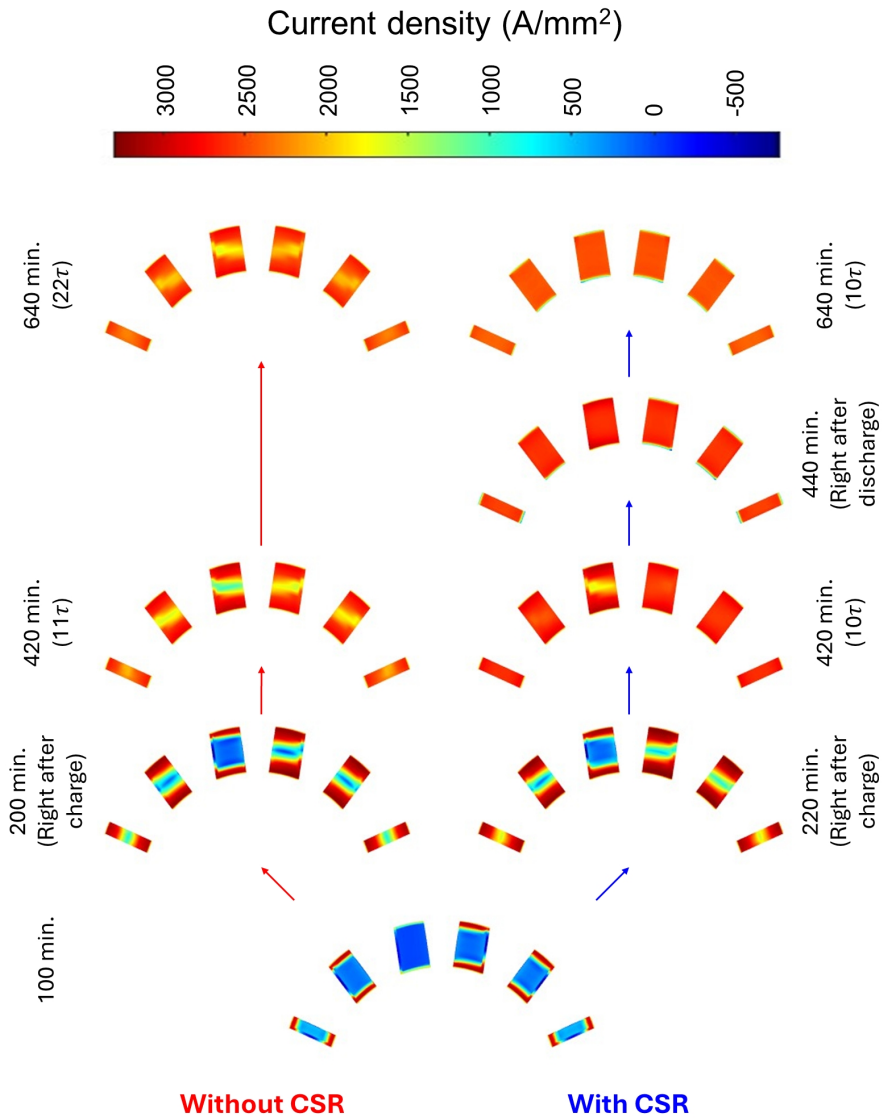 Current density (A/mm²)
3000
2500
2000
1500
1000
500
0
-500
640 min.
(22τ)
640 min.
(10τ)
440 min.
(Right after
discharge)
420 min.
(11τ)
420 min.
(10τ)
200 min.
(Right after
charge)
220 min.
(Right after
charge)
100 min.
Without CSR
With CSR